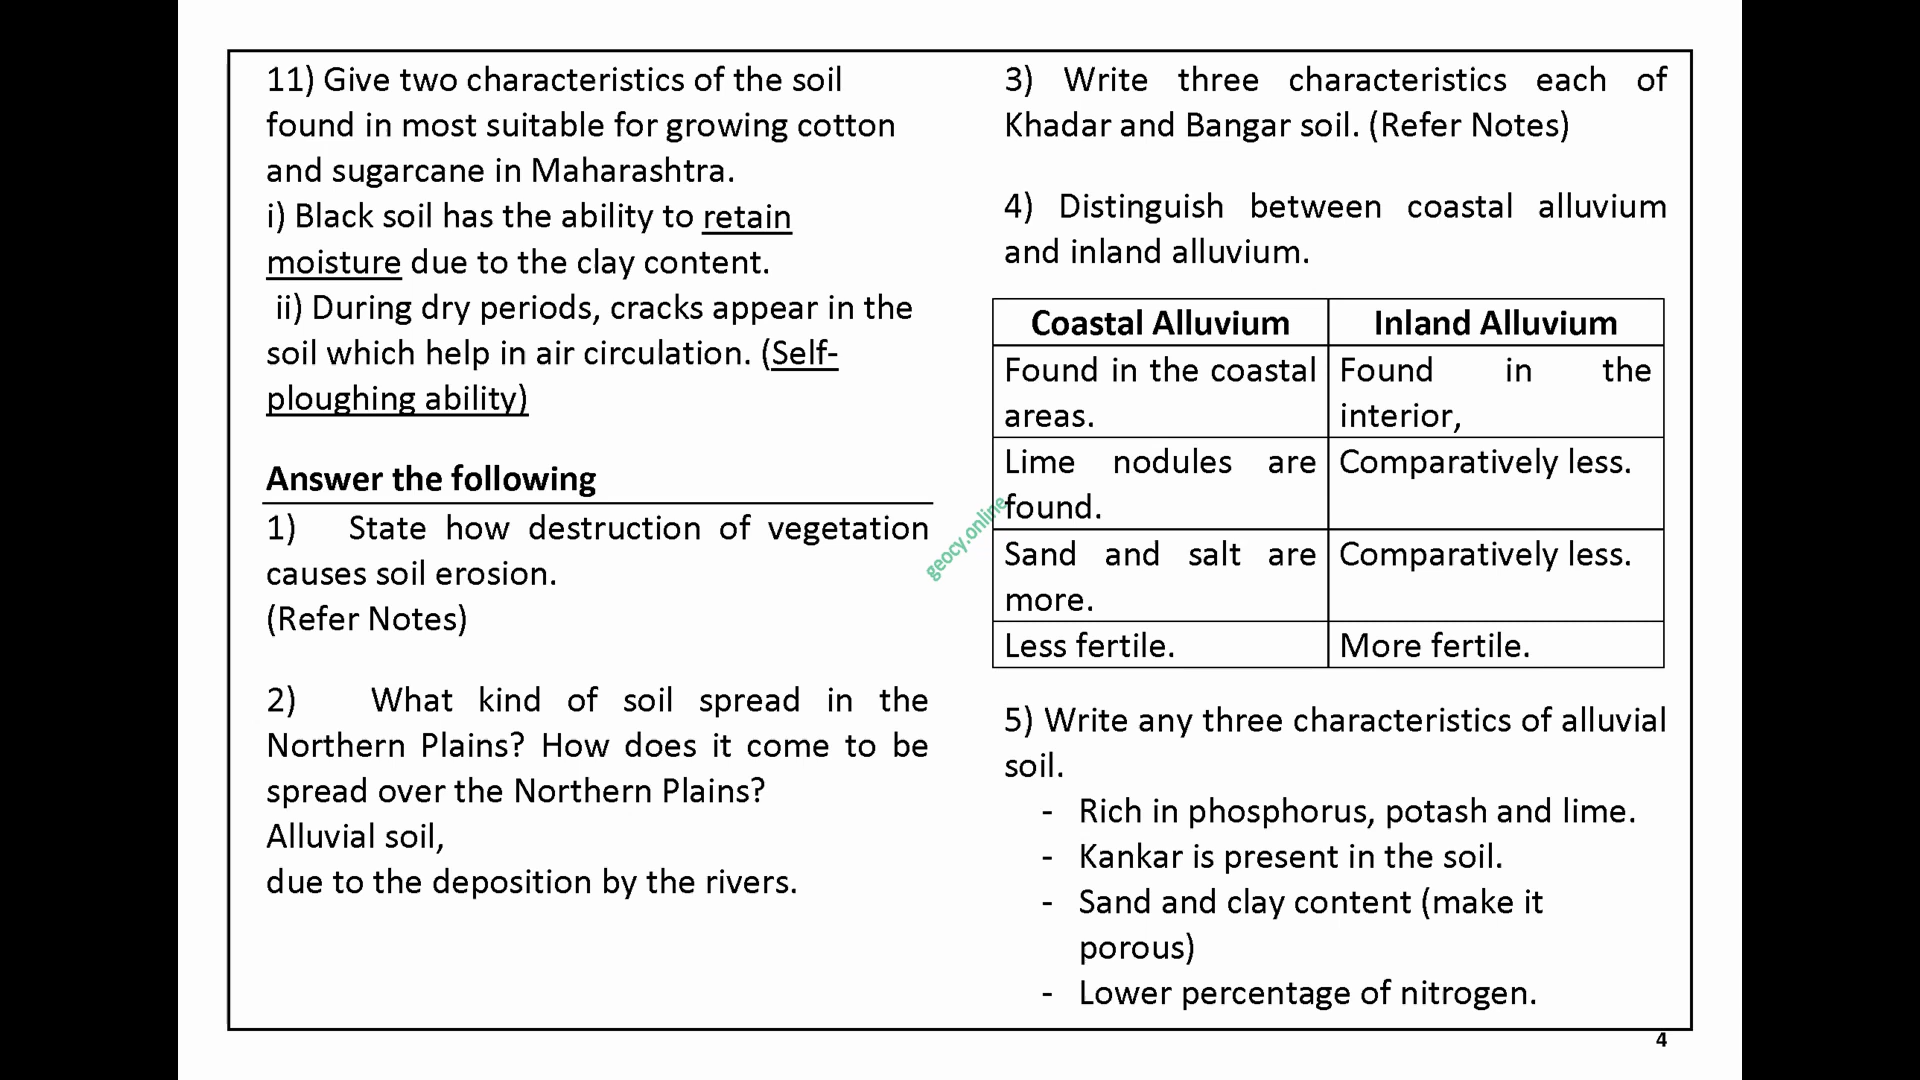 11) Give two characteristics of the soil
found in most suitable for growing cotton
and sugarcane in Maharashtra.
i) Black soil has the ability to retain
moisture due to the clay content.
ii) During dry periods, cracks appear in the
soil which help in air circulation. (Self-
ploughing ability)
Answer the following
1) State how destruction of vegetation
causes soil erosion.
(Refer Notes)
2) What kind of soil spread in the
Northern Plains? How does it come to be
spread over the Northern Plains?
Alluvial soil,
due to the deposition by the rivers.
geocy.online
3) Write three characteristics each of
Khadar and Bangar soil. (Refer Notes)
4) Distinguish between coastal alluvium
and inland alluvium.
Coastal Alluvium Inland Alluvium
Found in the coastal Found in the
areas. interior,
Lime nodules are Comparatively less.
found.
Sand and salt are Comparatively less.
more.
Less fertile. More fertile.
5) Write any three characteristics of alluvial
soil.
- Rich in phosphorus, potash and lime.
- Kankar is present in the soil.
- Sand and clay content (make it
porous)
- Lower percentage of nitrogen.
4